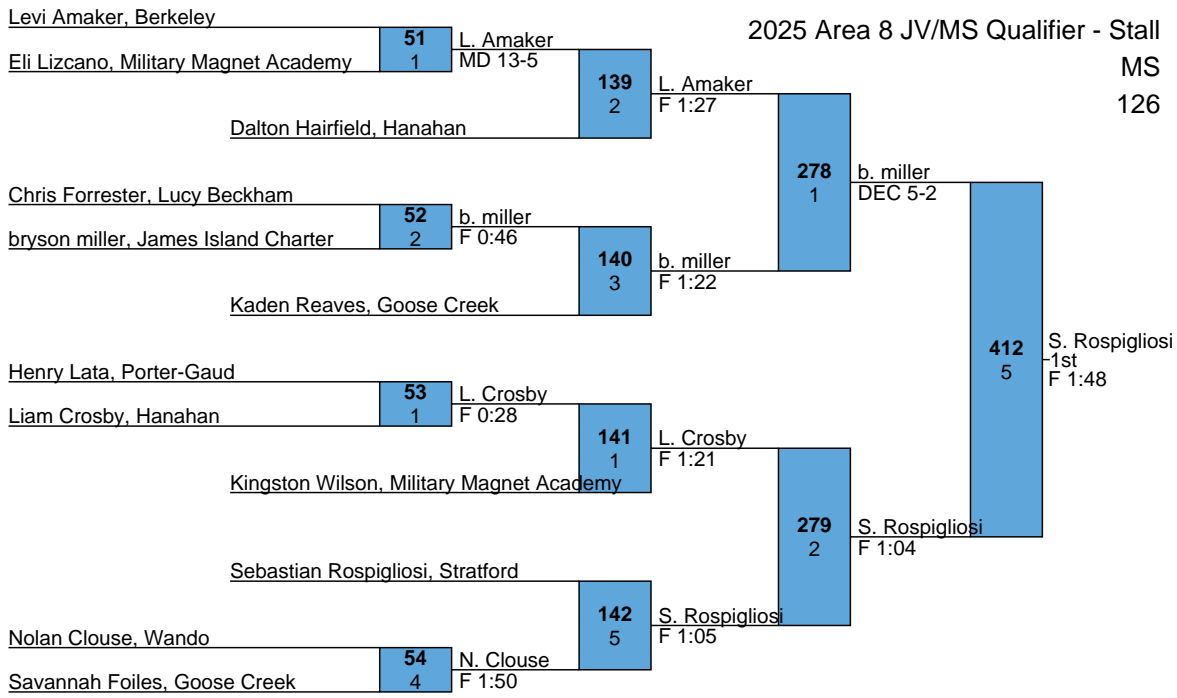 2025 Area 8 JV/MS Qualifier - Stall
MS
126
Levi Amaker, Berkeley
51
1
Eli Lizcano, Military Magnet Academy
L. Amaker
MD 13-5
139
2
Dalton Hairfield, Hanahan
L. Amaker
F 1:27
Chris Forrester, Lucy Beckham
52
2
bryson miller, James Island Charter
b. miller
F 0:46
140
3
Kaden Reaves, Goose Creek
b. miller
F 1:22
278
1
b. miller
DEC 5-2
Henry Lata, Porter-Gaud
53
1
Liam Crosby, Hanahan
L. Crosby
F 0:28
141
1
Kingston Wilson, Military Magnet Academy
L. Crosby
F 1:21
Sebastian Rospigliosi, Stratford
142
5
Nolan Clouse, Wando
54
4
Savannah Foiles, Goose Creek
N. Clouse
F 1:50
S. Rospigliosi
F 1:05
279
2
S. Rospigliosi
F 1:04
412
5
S. Rospigliosi
1st
F 1:48